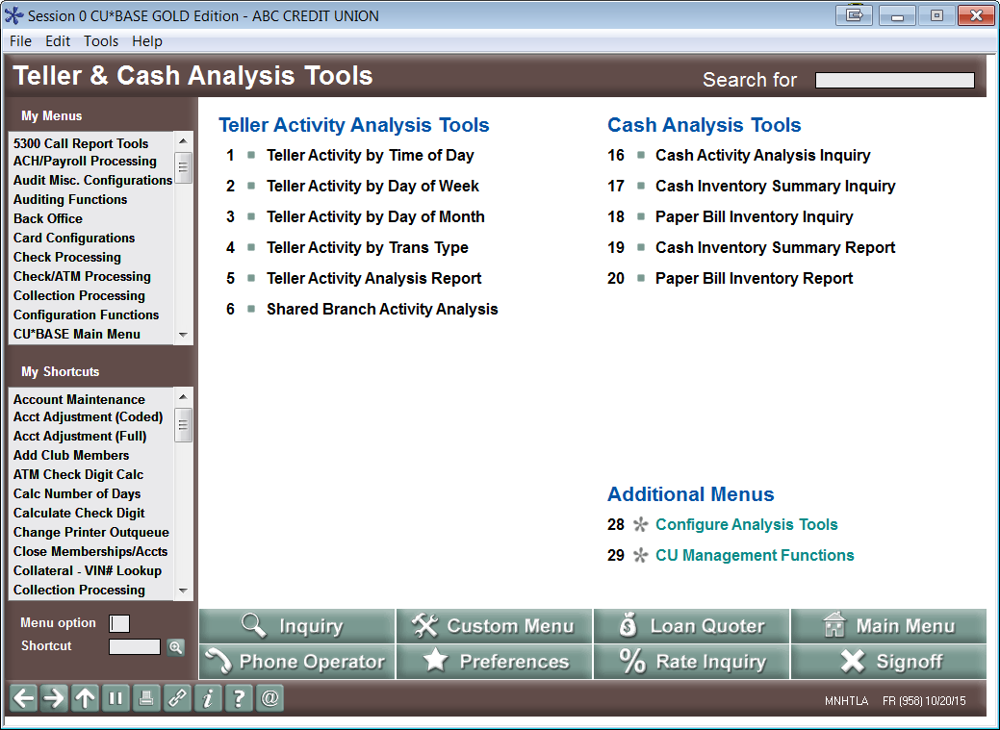 Session 0 CU*BASE GOLD Edition - ABC CREDIT UNION
File Edit Tools Help
Teller & Cash Analysis Tools
Search for
My Menus
5300 Call Report Tools
ACH/Payroll Processing
Audit Misc. Configurations
Auditing Functions
Back Office
Card Configurations
Check Processing
Check/ATM Processing
Collection Processing
Configuration Functions
CU*BASE Main Menu
My Shortcuts
Account Maintenance
Acct Adjustment (Coded)
Acct Adjustment (Full)
Add Club Members
ATM Check Digit Calc
Calc Number of Days
Calculate Check Digit
Change Printer Outqueue
Close Memberships/Accts
Collateral - VIN# Lookup
Collection Processing
Menu option
Shortcut
Teller Activity Analysis Tools
1 Teller Activity by Time of Day
2 Teller Activity by Day of Week
3 Teller Activity by Day of Month
4 Teller Activity by Trans Type
5 Teller Activity Analysis Report
6 Shared Branch Activity Analysis
Cash Analysis Tools
16 Cash Activity Analysis Inquiry
17 Cash Inventory Summary Inquiry
18 Paper Bill Inventory Inquiry
19 Cash Inventory Summary Report
20 Paper Bill Inventory Report
Additional Menus
28 Configure Analysis Tools
29 CU Management Functions
Inquiry Custom Menu Loan Quoter Main Menu
Phone Operator Preferences % Rate Inquiry Signoff
i ? @
MNHTLA FR (958) 10/20/15